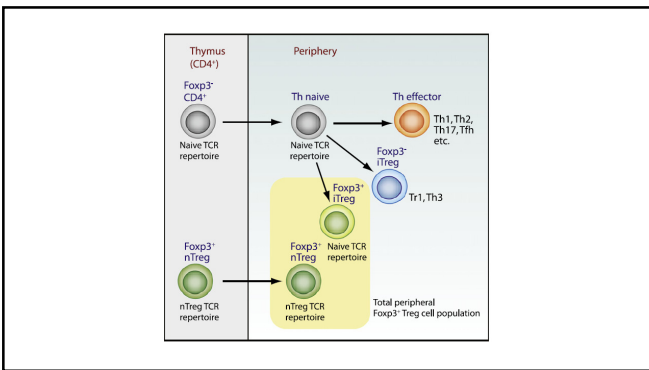 Thymus
(CD4⁺)
Periphery
Foxp3⁻
CD4⁺
Naive TCR
repertoire
Th naive
Naive TCR
repertoire
Th effector
Th1, Th2,
Th17, Tfh
etc.
Foxp3⁻
iTreg
Tr1, Th3
Foxp3⁺
iTreg
Naive TCR
repertoire
Foxp3⁺
nTreg
nTreg TCR
repertoire
Foxp3⁺
nTreg
nTreg TCR
repertoire
Total peripheral
Foxp3⁺ Treg cell population